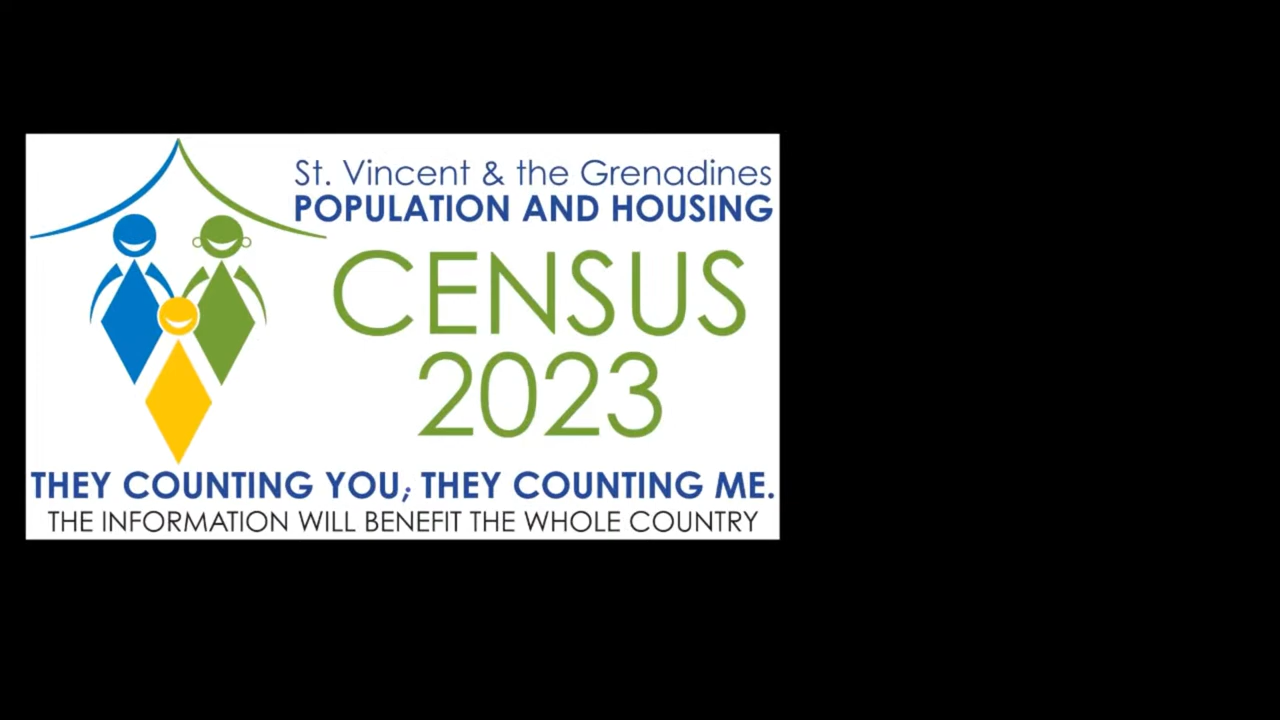 St. Vincent & the Grenadines
POPULATION AND HOUSING
CENSUS
2023
THEY COUNTING YOU; THEY COUNTING ME.
THE INFORMATION WILL BENEFIT THE WHOLE COUNTRY